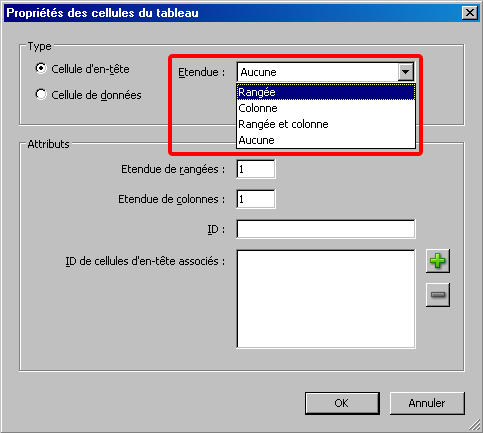 Propriétés des cellules du tableau
Type
Cellule d'en-tête
Etendue : Aucune
Cellule de données
Rangée
Colonne
Rangée et colonne
Aucune
Attributs
Etendue de rangées : 1
Etendue de colonnes : 1
ID :
ID de cellules d'en-tête associés :
OK Annuler